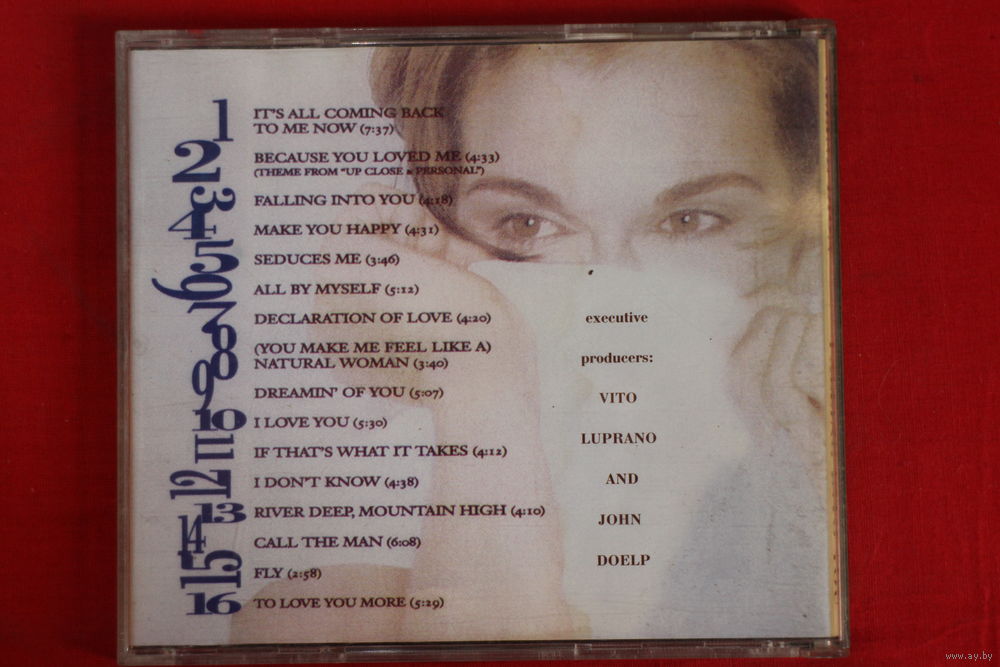 1
IT'S ALL COMING BACK
TO ME NOW (7:37)
2
BECAUSE YOU LOVED ME (4:33)
(THEME FROM "UP CLOSE & PERSONAL")
3
FALLING INTO YOU (4:18)
4
MAKE YOU HAPPY (4:31)
5
SEDUCES ME (3:46)
6
ALL BY MYSELF (5:12)
7
DECLARATION OF LOVE (4:20)
8
(YOU MAKE ME FEEL LIKE A)
NATURAL WOMAN (3:40)
9
DREAMIN' OF YOU (5:07)
10
I LOVE YOU (5:30)
11
IF THAT'S WHAT IT TAKES (4:12)
12
I DON'T KNOW (4:38)
13
RIVER DEEP, MOUNTAIN HIGH (4:10)
14
CALL THE MAN (6:08)
15
FLY (2:58)
16
TO LOVE YOU MORE (5:29)
executive
producers:
VITO
LUPRANO
AND
JOHN
DOELP
www.ay.by